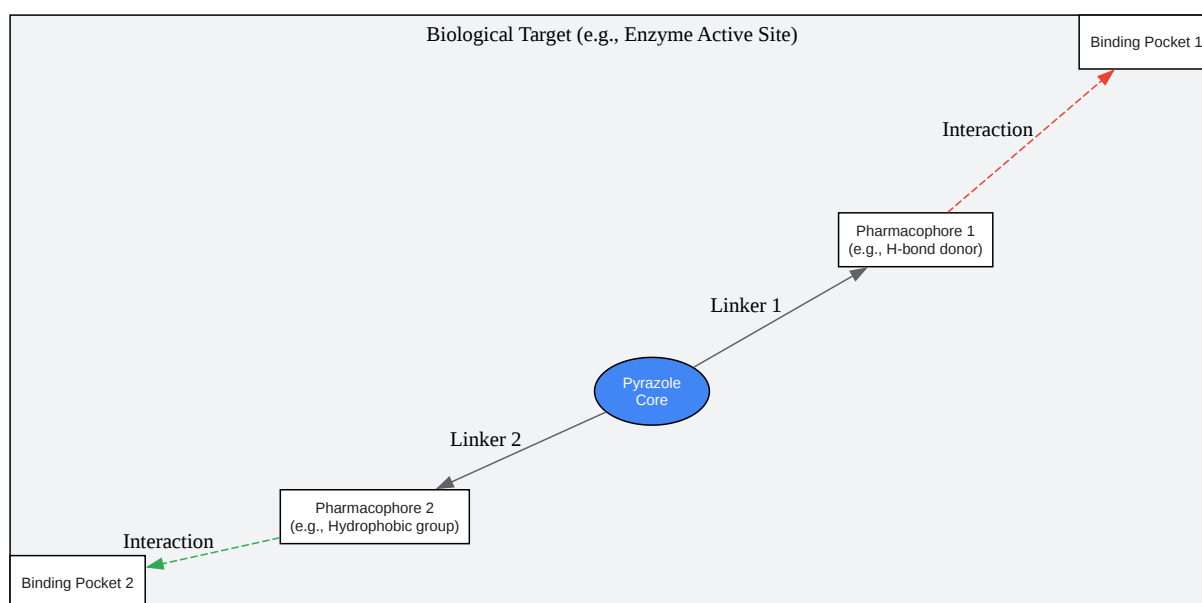 Biological Target (e.g., Enzyme Active Site)
Binding Pocket 1
Interaction
Pharmacophore 1
(e.g., H-bond donor)
Linker 1
Pyrazole
Core
Linker 2
Pharmacophore 2
(e.g., Hydrophobic group)
Interaction
Binding Pocket 2